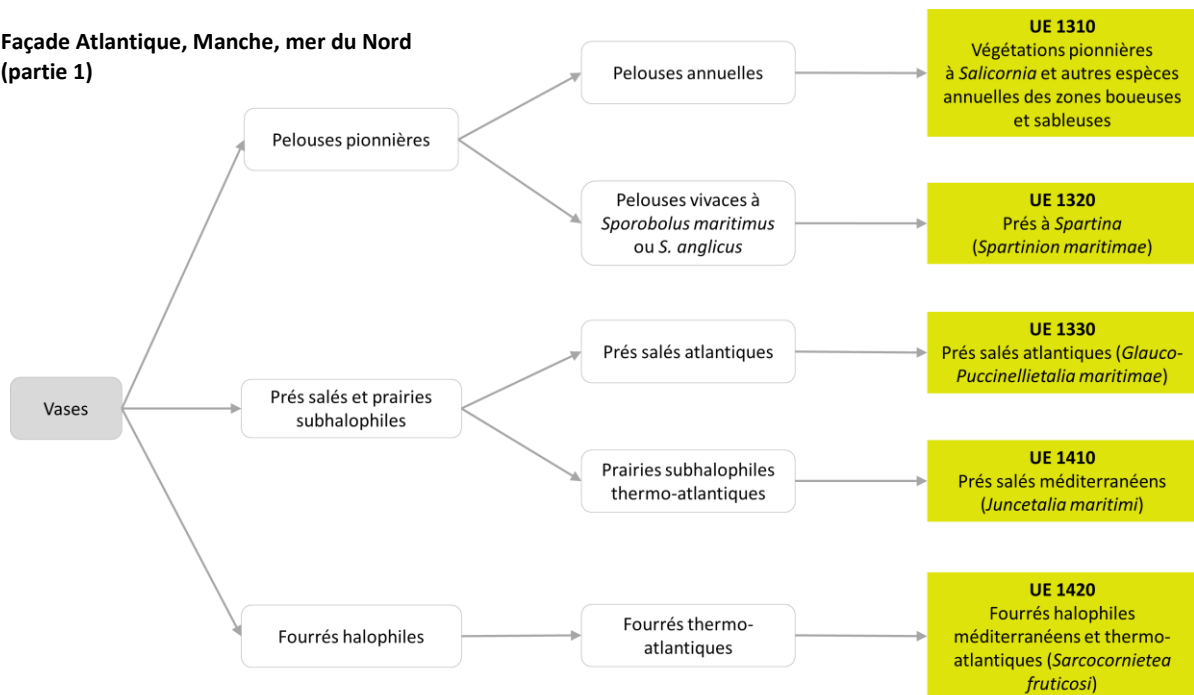 Façade Atlantique, Manche, mer du Nord
(partie 1)
Vases
Pelouses pionnières
Pelouses annuelles
UE 1310
Végétations pionnières
à Salicornia et autres espèces
annuelles des zones boueuses
et sableuses
Pelouses vivaces à
Sporobolus maritimus
ou S. anglicus
UE 1320
Prés à Spartina
(Spartinion maritimae)
Prés salés et prairies
subhalophiles
Prés salés atlantiques
UE 1330
Prés salés atlantiques (Glauco-
Puccinellietalia maritimae)
Prairies subhalophiles
thermo-atlantiques
UE 1410
Prés salés méditerranéens
(Juncetalia maritimi)
Fourrés halophiles
Fourrés thermo-
atlantiques
UE 1420
Fourrés halophiles
méditerranéens et thermo-
atlantiques (Sarcocornietea
fruticosi)